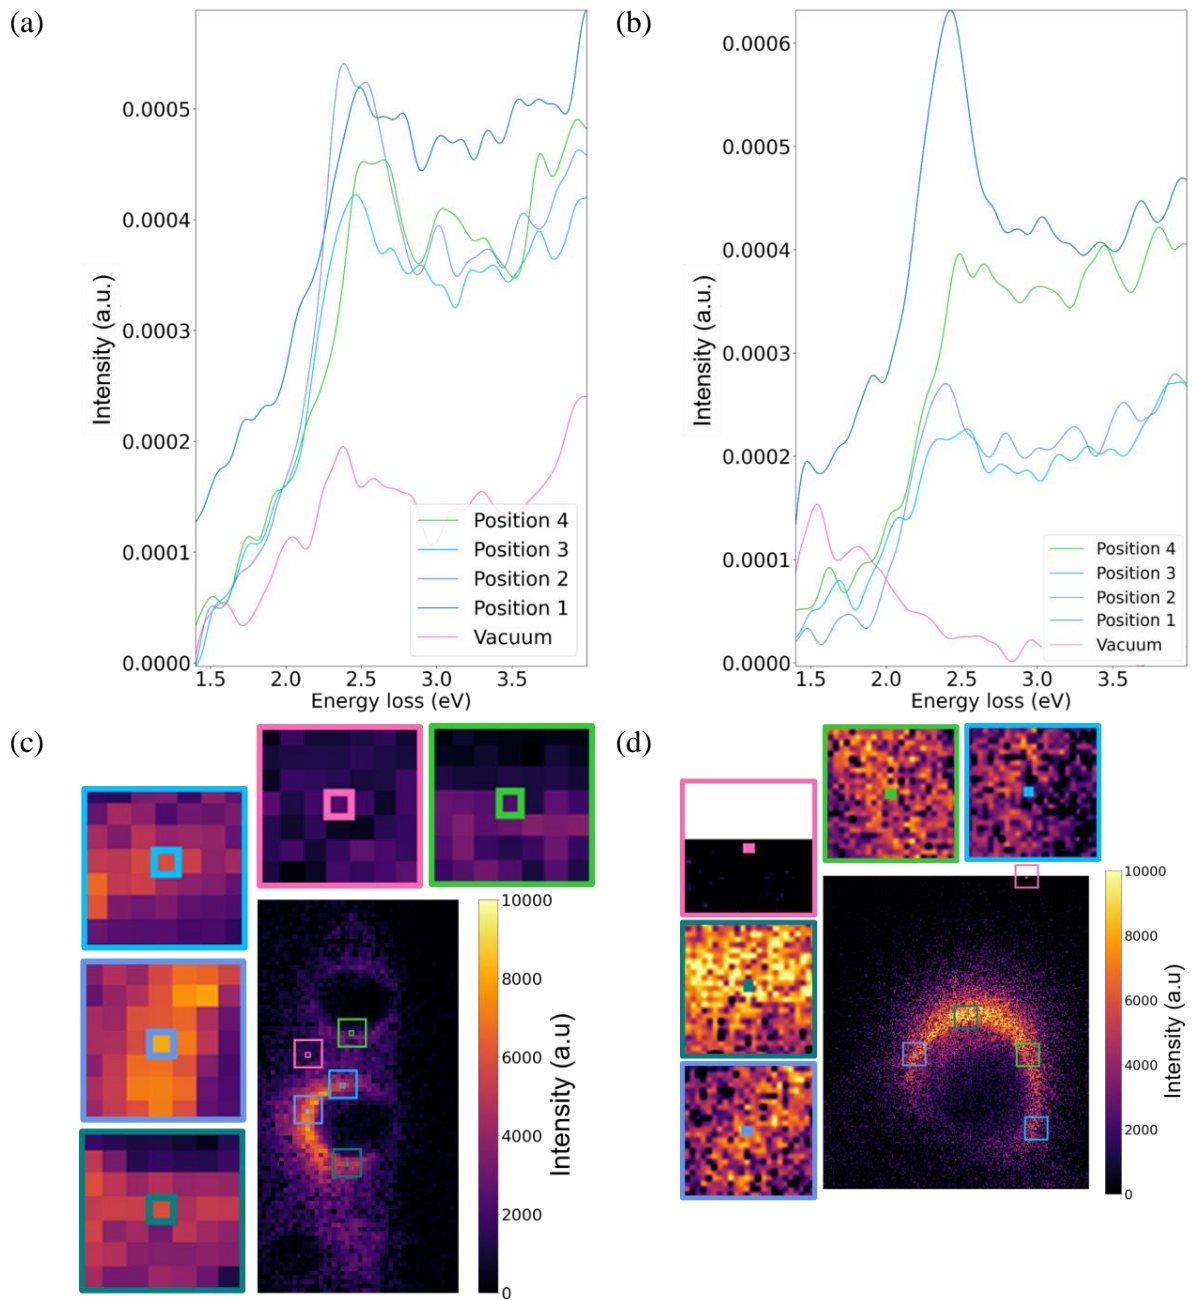 (a)
0.0005
0.0004
0.0003
0.0002
0.0001
0.0000
Intensity (a.u.)
1.5 2.0 2.5 3.0 3.5
Energy loss (eV)
Position 4
Position 3
Position 2
Position 1
Vacuum
(b)
0.0006
0.0005
0.0004
0.0003
0.0002
0.0001
0.0000
Intensity (a.u.)
1.5 2.0 2.5 3.0 3.5
Energy loss (eV)
Position 4
Position 3
Position 2
Position 1
Vacuum
(c)
10000
8000
6000
4000
2000
0
Intensity (a.u)
(d)
10000
8000
6000
4000
2000
0
Intensity (a.u)